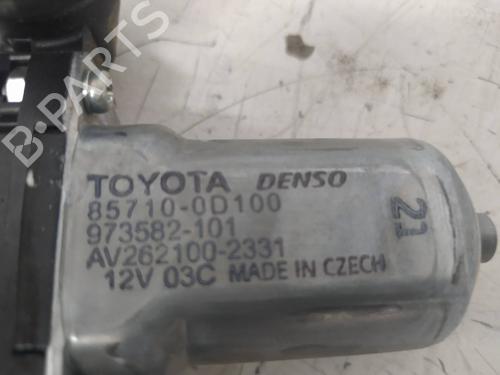 B-PARTS
TOYOTA DENSO
85710-0D100
973582-101
AV262100-2331
12V 03C MADE IN CZECH
21